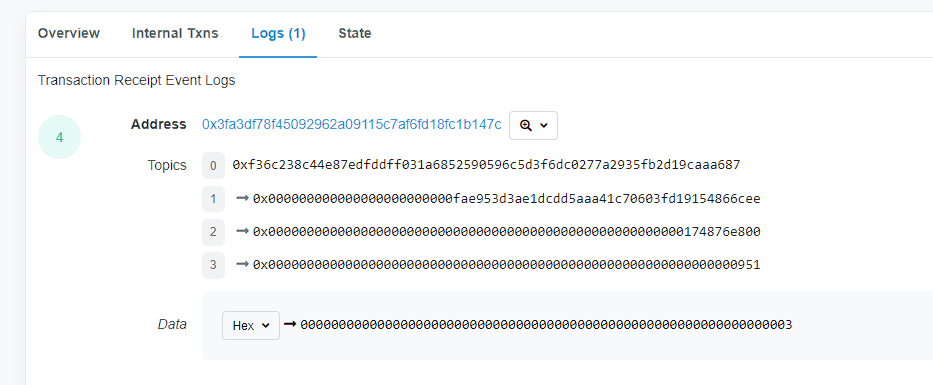 Overview Internal Txns Logs (1) State
Transaction Receipt Event Logs
4 Address 0x3fa3df78f45092962a09115c7af6fd18fc1b147c
Topics 0 0xf36c238c44e87edfddff031a6852590596c5d3f6dc0277a2935fb2d19caaa687
1 → 0x000000000000000000000000fae953d3ae1dcdd5aaa41c70603fd19154866cee
2 → 0x000000000000000000000000000000000000000000000000000000174876e800
3 → 0x0000000000000000000000000000000000000000000000000000000000000951
Data Hex → 0000000000000000000000000000000000000000000000000000000000000003